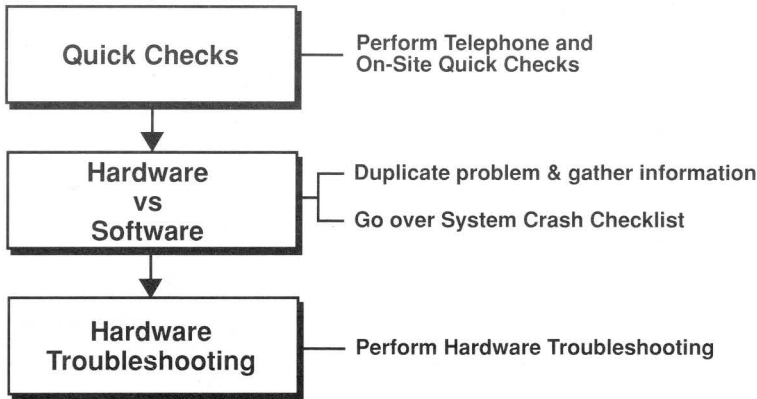 Quick Checks
Perform Telephone and
On-Site Quick Checks
Hardware
vs
Software
Duplicate problem & gather information
Go over System Crash Checklist
Hardware
Troubleshooting
Perform Hardware Troubleshooting